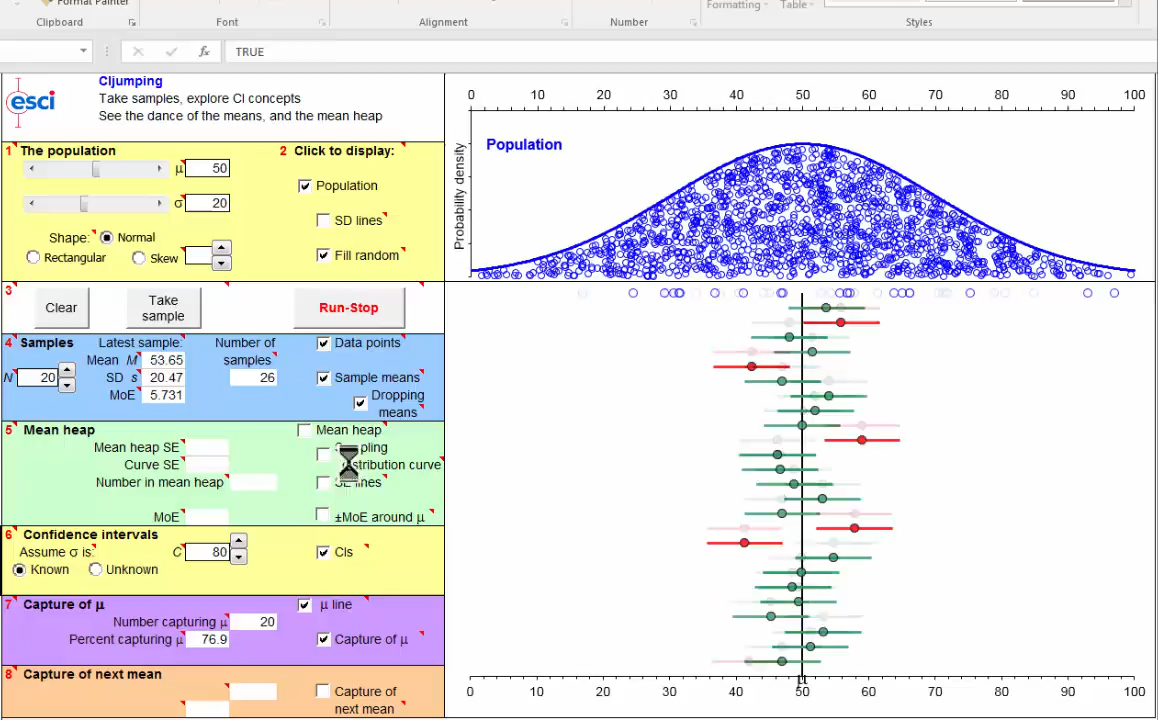 Format Painter
Formatting Table
Clipboard Font Alignment Number Styles
fx TRUE
esci
CIjumping
Take samples, explore CI concepts
See the dance of the means, and the mean heap
1 The population
μ 50
σ 20
Shape: Normal
Rectangular Skew
2 Click to display:
Population
SD lines
Fill random
3 Clear Take sample Run-Stop
4 Samples Latest sample: Number of samples
Mean M 53.65
N 20 SD s 20.47 26
MoE 5.731
Data points
Sample means
Dropping means
5 Mean heap
Mean heap SE
Curve SE
Number in mean heap
MoE
Mean heap
distribution curve
±MoE around μ
6 Confidence intervals
Assume σ is: C 80
Known Unknown
CIs
7 Capture of μ
Number capturing μ 20
Percent capturing μ 76.9
μ line
Capture of μ
8 Capture of next mean
Capture of next mean
0 10 20 30 40 50 60 70 80 90 100
Population
Probability density
μ
0 10 20 30 40 50 60 70 80 90 100